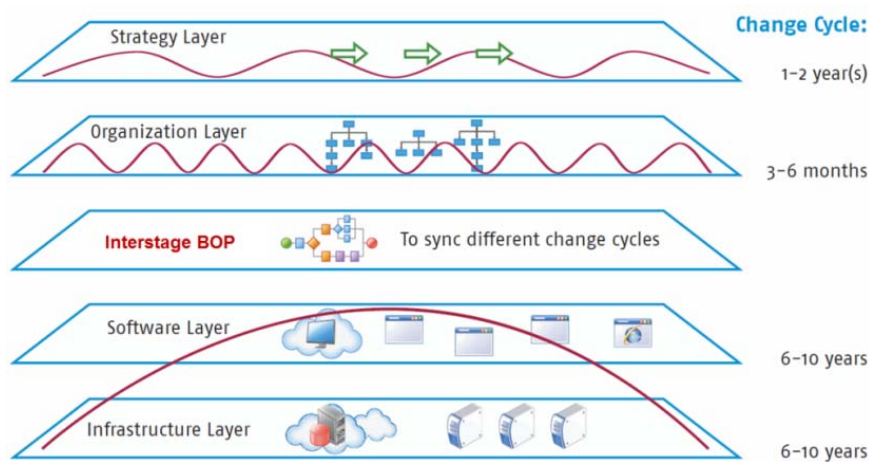 Change Cycle:
Strategy Layer
1-2 year(s)
Organization Layer
3-6 months
Interstage BOP
To sync different change cycles
Software Layer
6-10 years
Infrastructure Layer
6-10 years